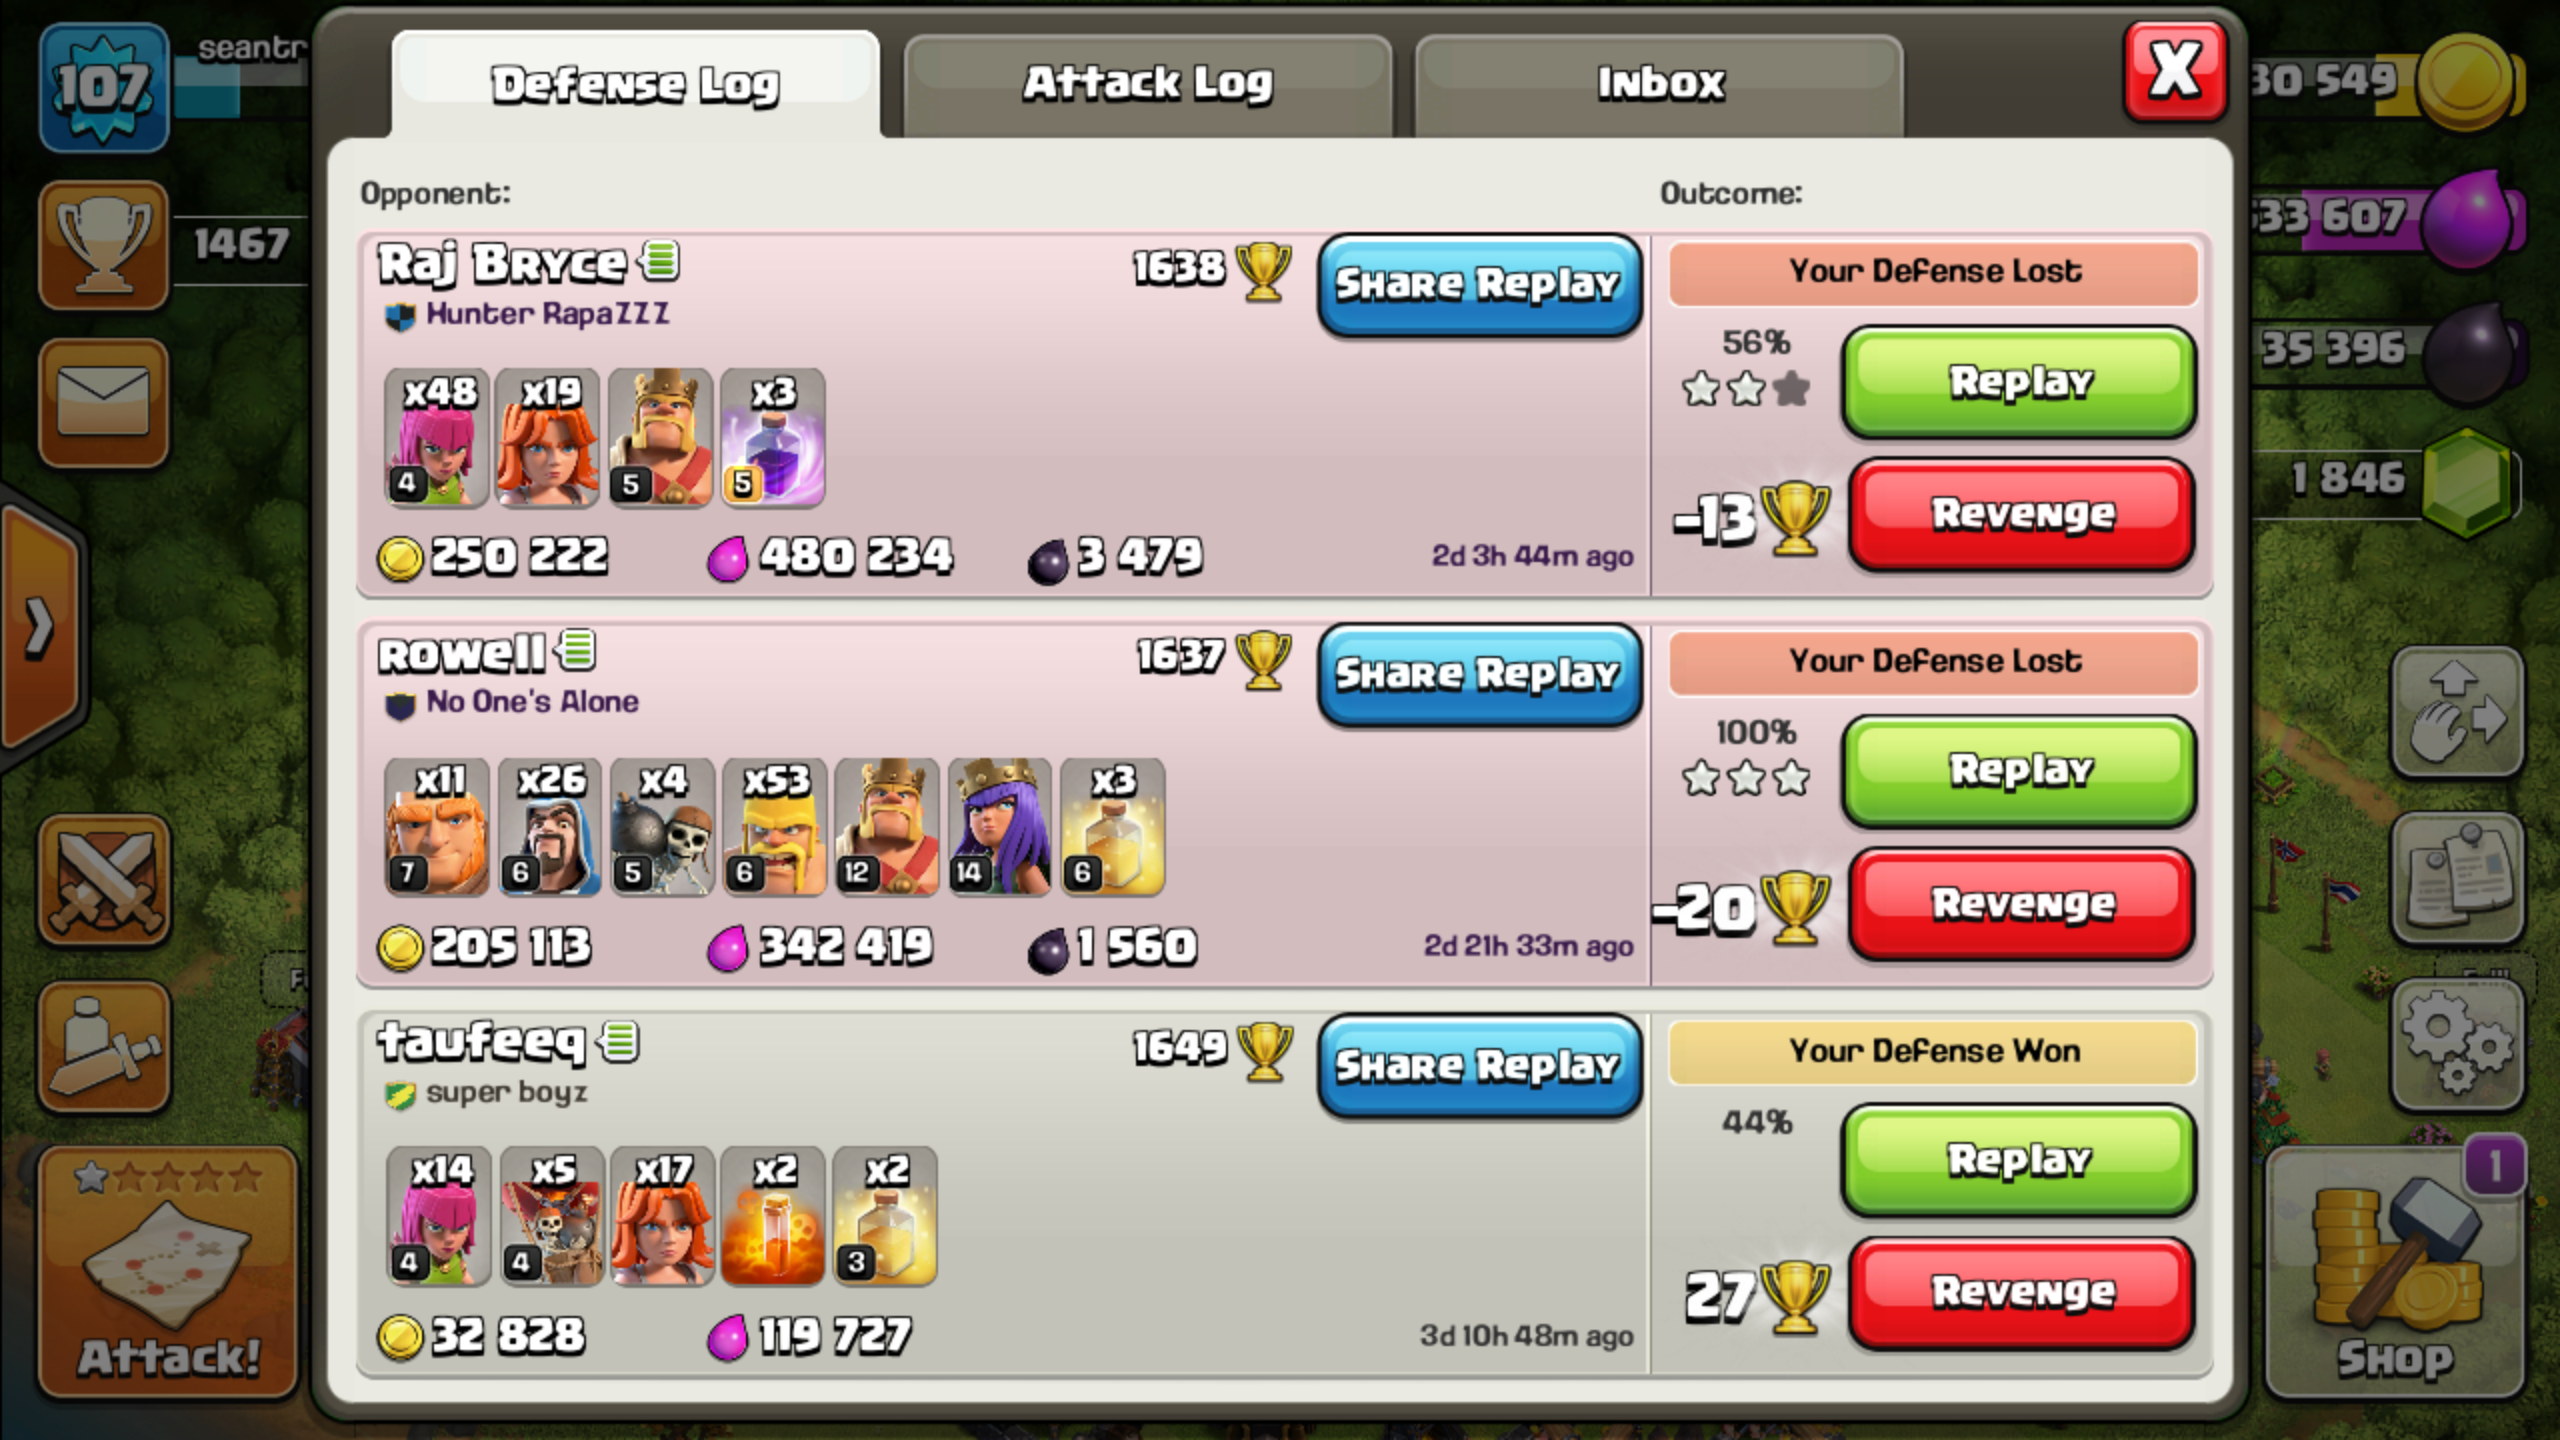 107
seantr
1467
Defense Log
Attack Log
Inbox
X
30 549
33 607
35 396
1 846
Opponent:
Outcome:
Raj Bryce
1638
Share Replay
Your Defense Lost
Hunter RapaZZZ
56%
Replay
x48
x19
x3
4
5
5
-13
Revenge
250 222
480 234
3 479
2d 3h 44m ago
rowell
1637
Share Replay
Your Defense Lost
No One's Alone
100%
Replay
x11
x26
x4
x53
x3
7
6
5
6
12
14
6
-20
Revenge
205 113
342 419
1 560
2d 21h 33m ago
taufeeq
1649
Share Replay
Your Defense Won
super boyz
44%
Replay
x14
x5
x17
x2
x2
4
4
3
27
Revenge
32 828
119 727
3d 10h 48m ago
Attack!
1
Shop